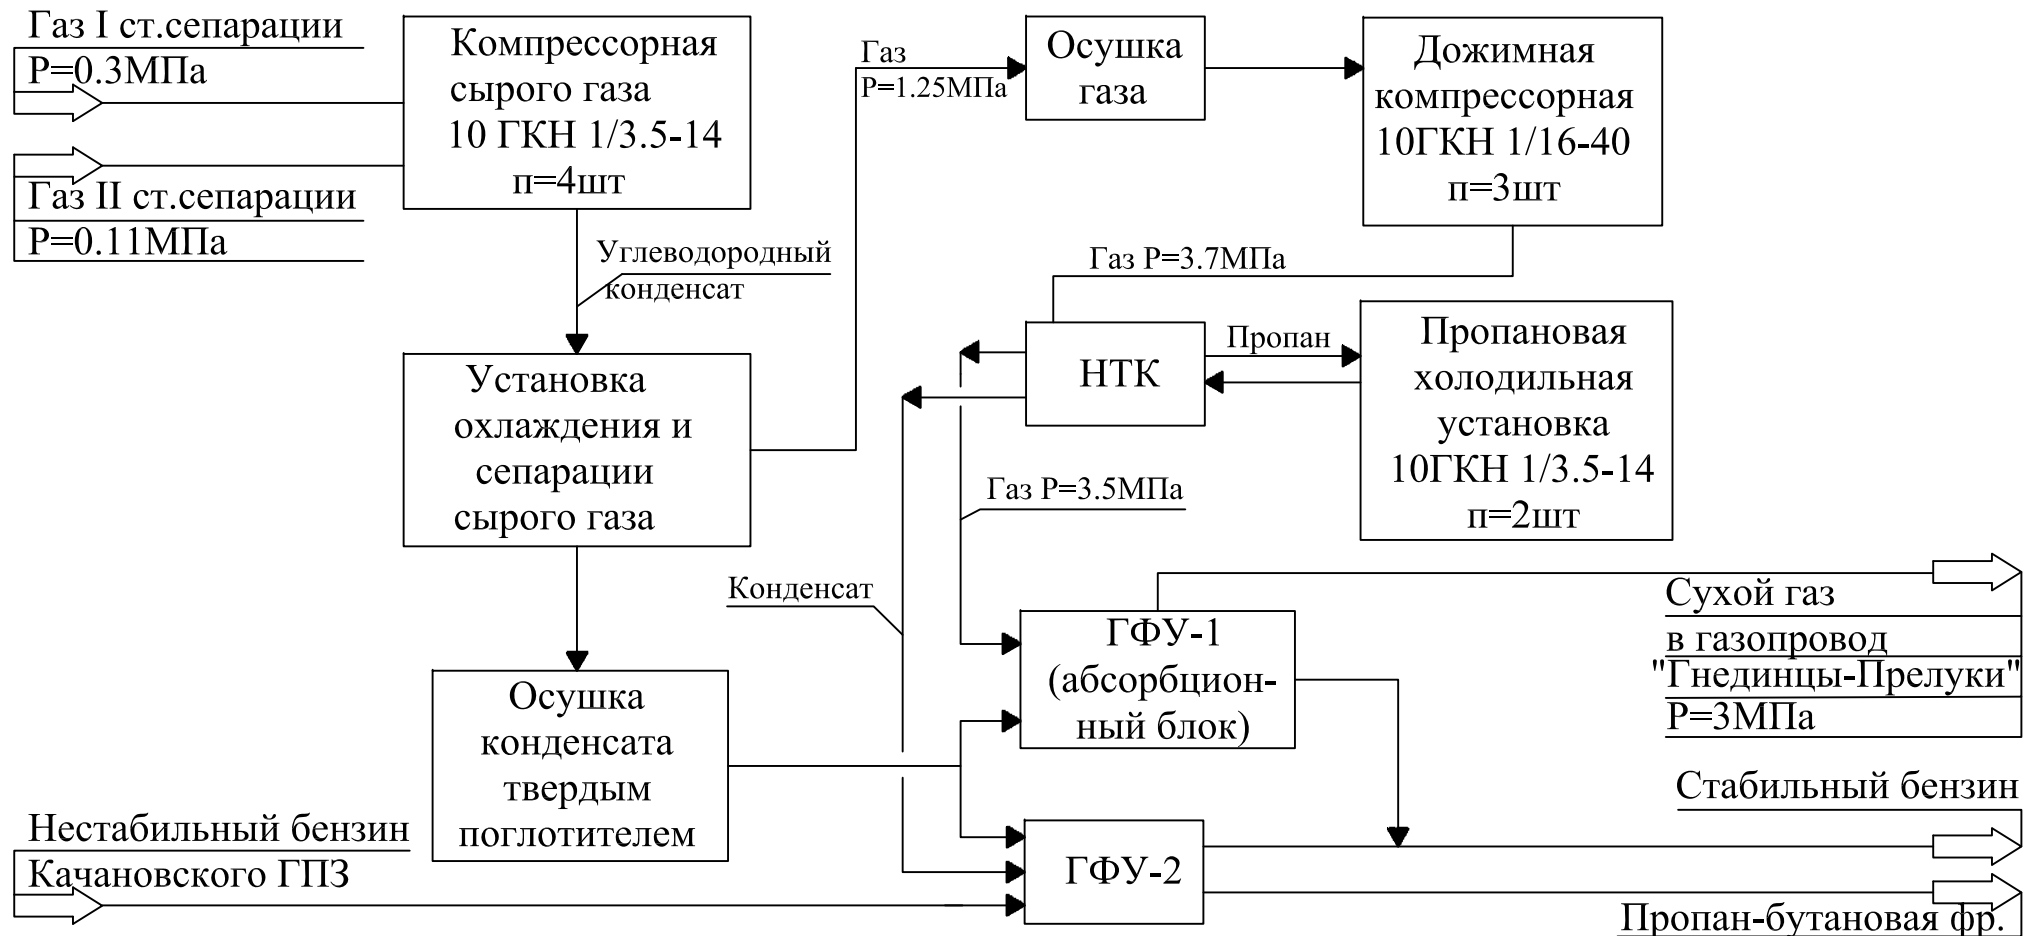 Газ I ст.сепарации
P=0.3МПа
Газ II ст.сепарации
P=0.11МПа
Компрессорная
сырого газа
10 ГКН 1/3.5-14
п=4шт
Газ
P=1.25МПа
Осушка
газа
Дожимная
компрессорная
10ГКН 1/16-40
п=3шт
Углеводородный
конденсат
Газ P=3.7МПа
Установка
охлаждения и
сепарации
сырого газа
НТК
Пропан
Пропановая
холодильная
установка
10ГКН 1/3.5-14
п=2шт
Газ P=3.5МПа
Конденсат
Осушка
конденсата
твердым
поглотителем
ГФУ-1
(абсорбцион-
ный блок)
Сухой газ
в газопровод
"Гнединцы-Прелуки"
P=3МПа
Стабильный бензин
Нестабильный бензин
Качановского ГПЗ
ГФУ-2
Пропан-бутановая фр.